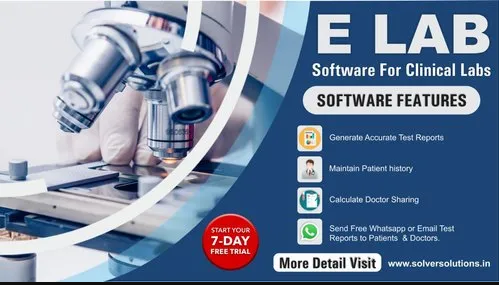 E LAB
Software For Clinical Labs
SOFTWARE FEATURES
Generate Accurate Test Reports
Maintain Patient history
Calculate Doctor Sharing
Send Free Whatsapp or Email Test
Reports to Patients & Doctors.
START YOUR
7-DAY
FREE TRIAL
More Detail Visit
www.solversolutions.in